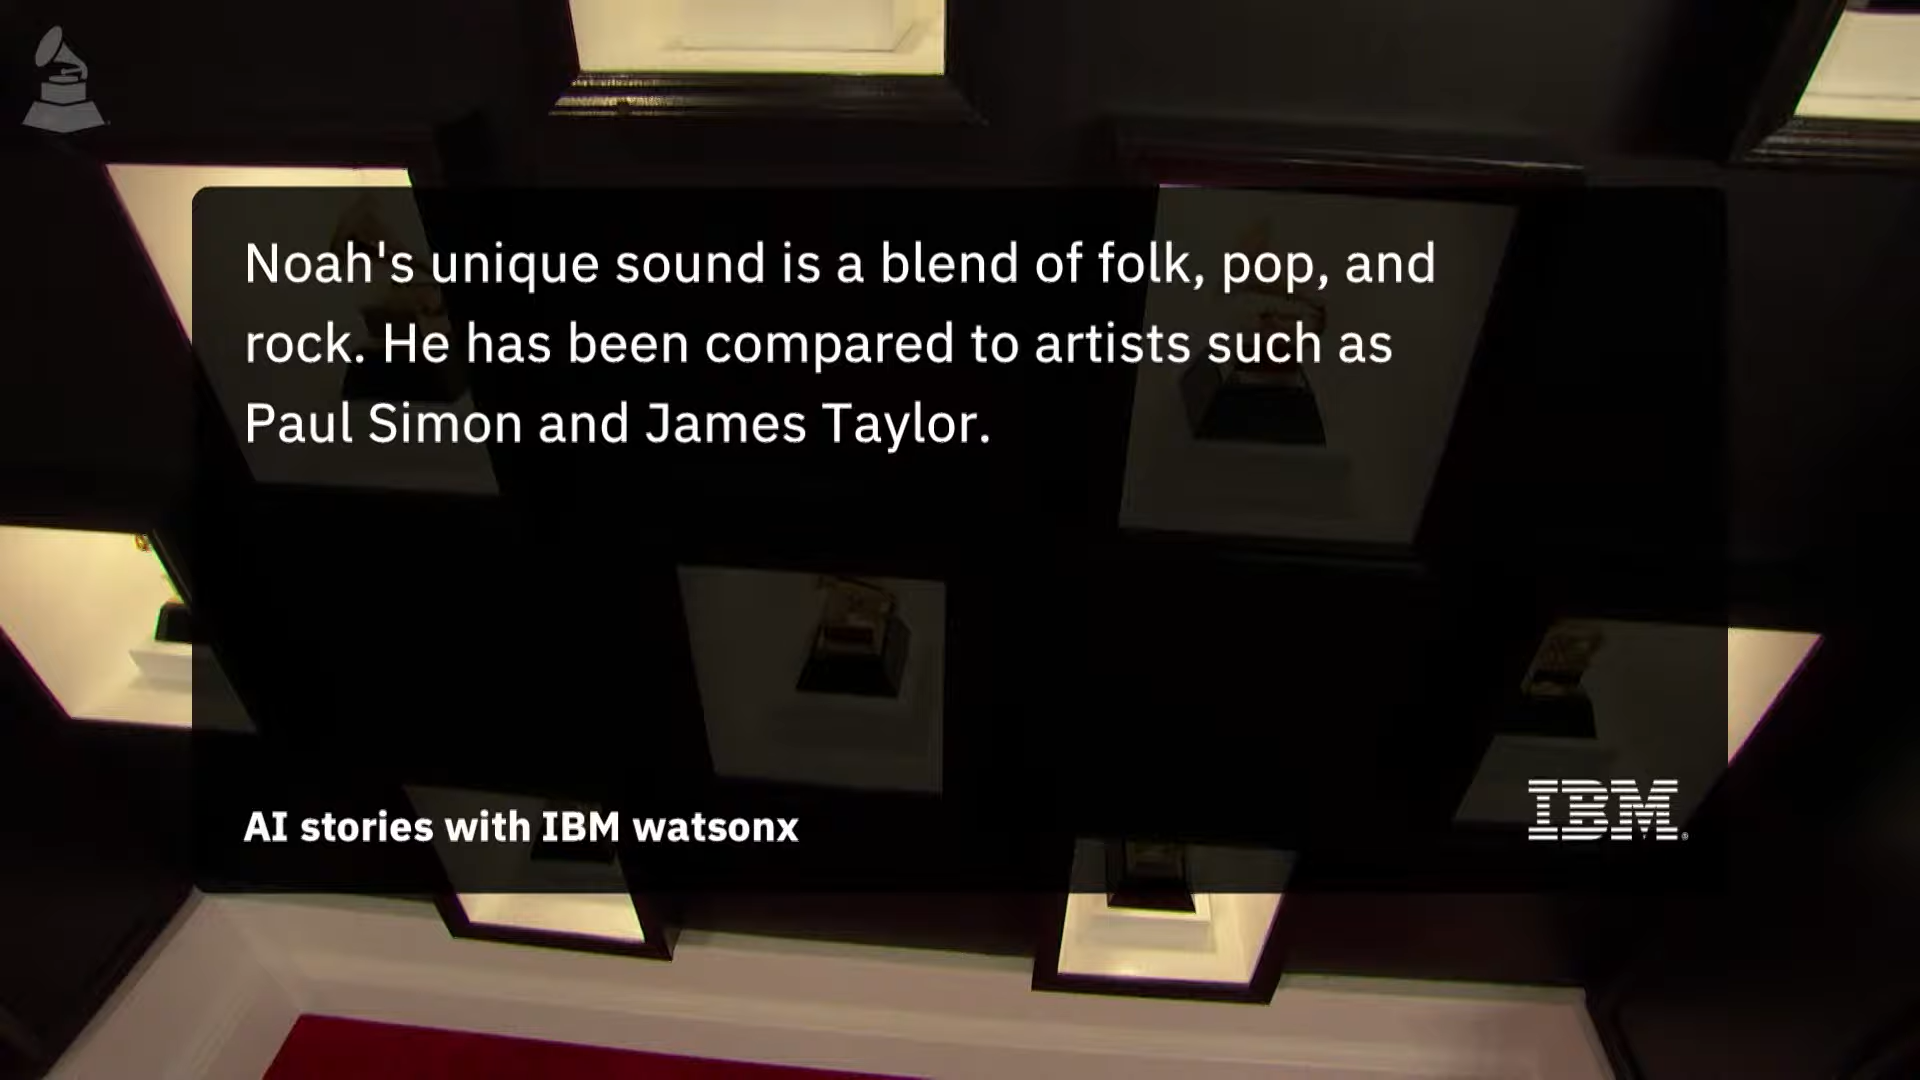 Noah's unique sound is a blend of folk, pop, and
rock. He has been compared to artists such as
Paul Simon and James Taylor.
AI stories with IBM watsonx
IBM®